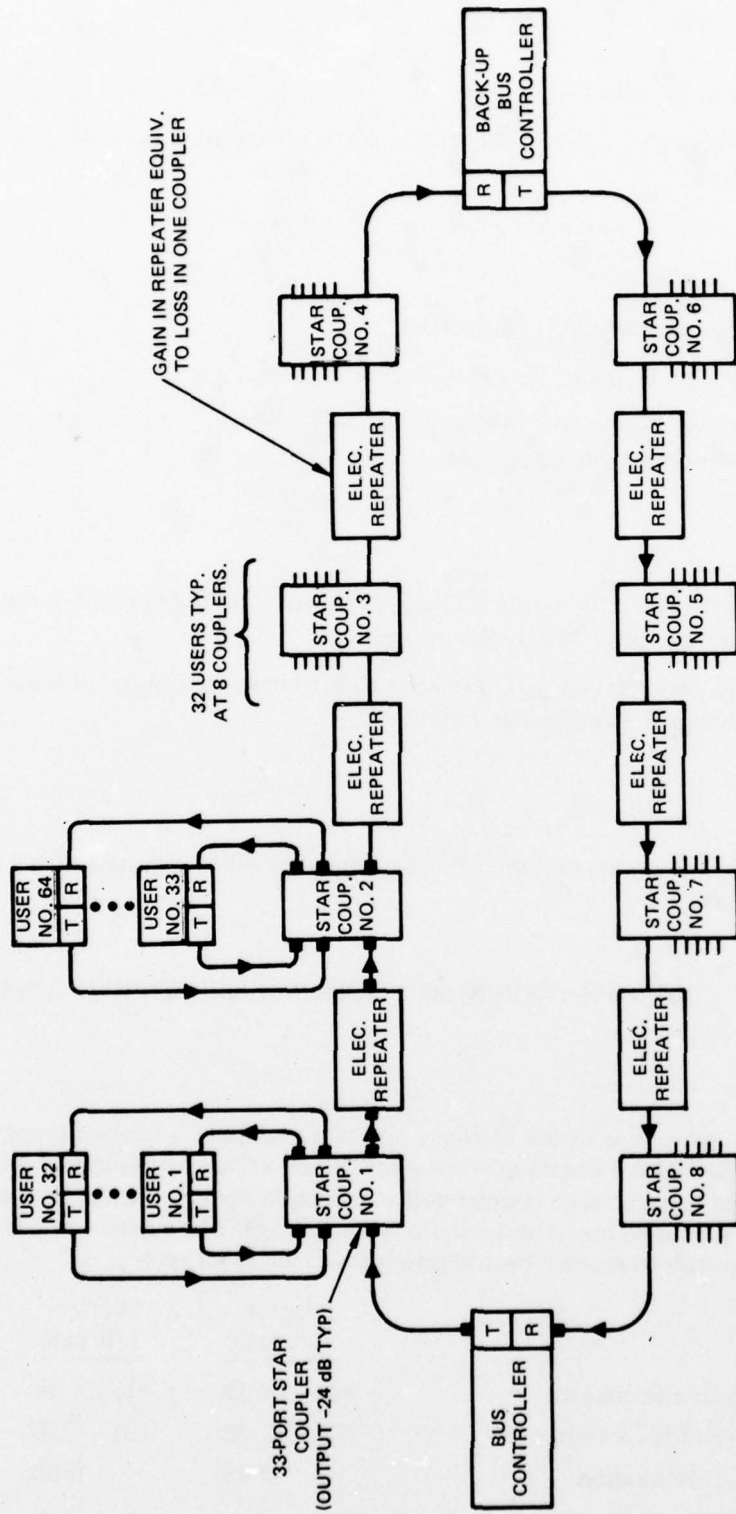 USER
NO. 32
T R
USER
NO. 1
T R
USER
NO. 64
T R
USER
NO. 33
T R
32 USERS TYP.
AT 8 COUPLERS.
GAIN IN REPEATER EQUIV.
TO LOSS IN ONE COUPLER
33-PORT STAR
COUPLER
(OUTPUT –24 dB TYP)
STAR
COUP.
NO. 1
ELEC.
REPEATER
STAR
COUP.
NO. 2
ELEC.
REPEATER
STAR
COUP.
NO. 3
ELEC.
REPEATER
STAR
COUP.
NO. 4
BUS
CONTROLLER
T
R
BACK-UP
BUS
CONTROLLER
R
T
STAR
COUP.
NO. 8
ELEC.
REPEATER
STAR
COUP.
NO. 7
ELEC.
REPEATER
STAR
COUP.
NO. 5
ELEC.
REPEATER
STAR
COUP.
NO. 6